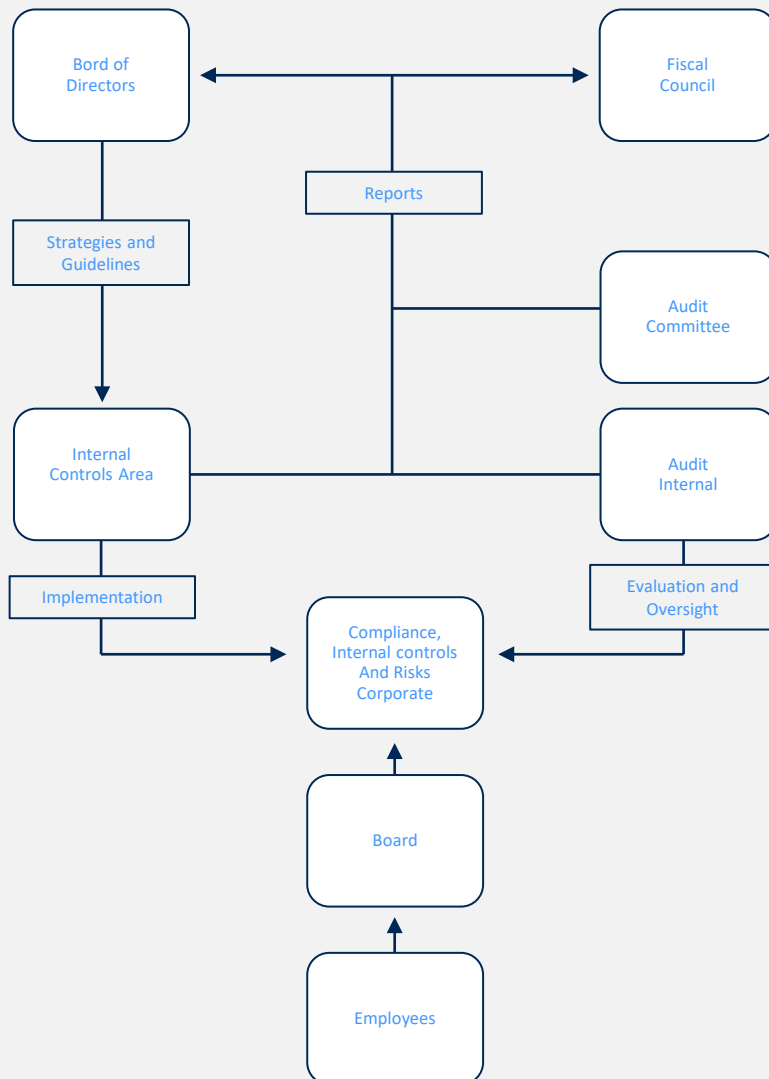 Bord of
Directors
Fiscal
Council
Reports
Strategies and
Guidelines
Audit
Committee
Internal
Controls Area
Audit
Internal
Implementation
Evaluation and
Oversight
Compliance,
Internal controls
And Risks
Corporate
Board
Employees